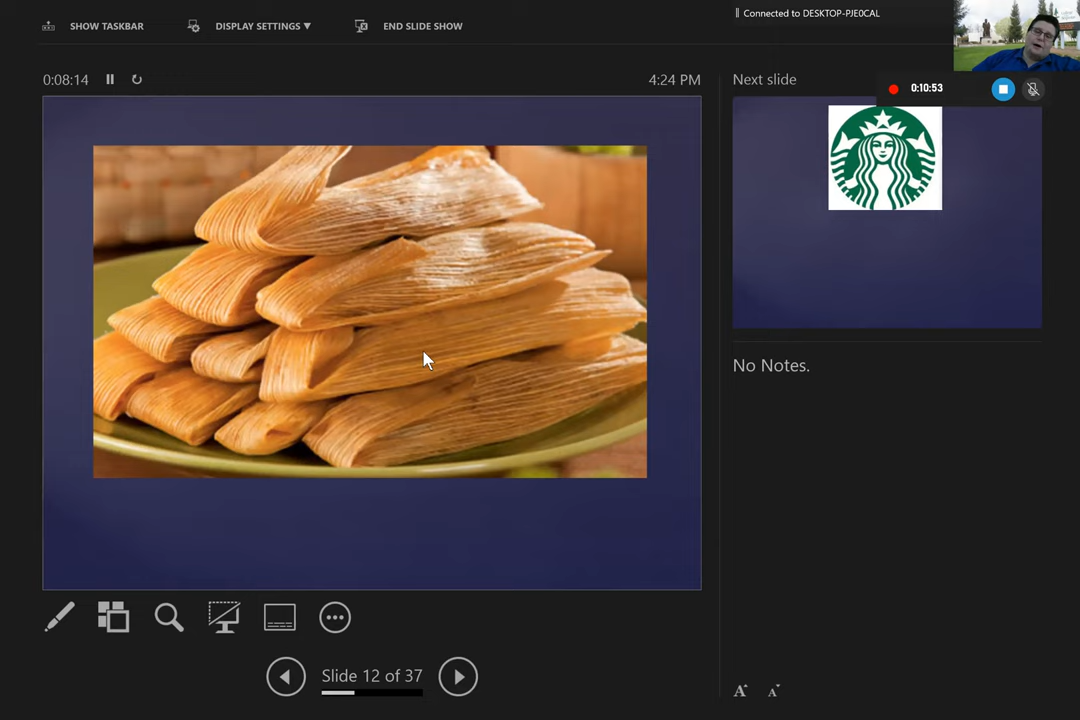 SHOW TASKBAR
DISPLAY SETTINGS ▼
END SLIDE SHOW
Connected to DESKTOP-PJE0CAL
0:08:14
4:24 PM
Next slide
0:10:53
No Notes.
Slide 12 of 37
A A